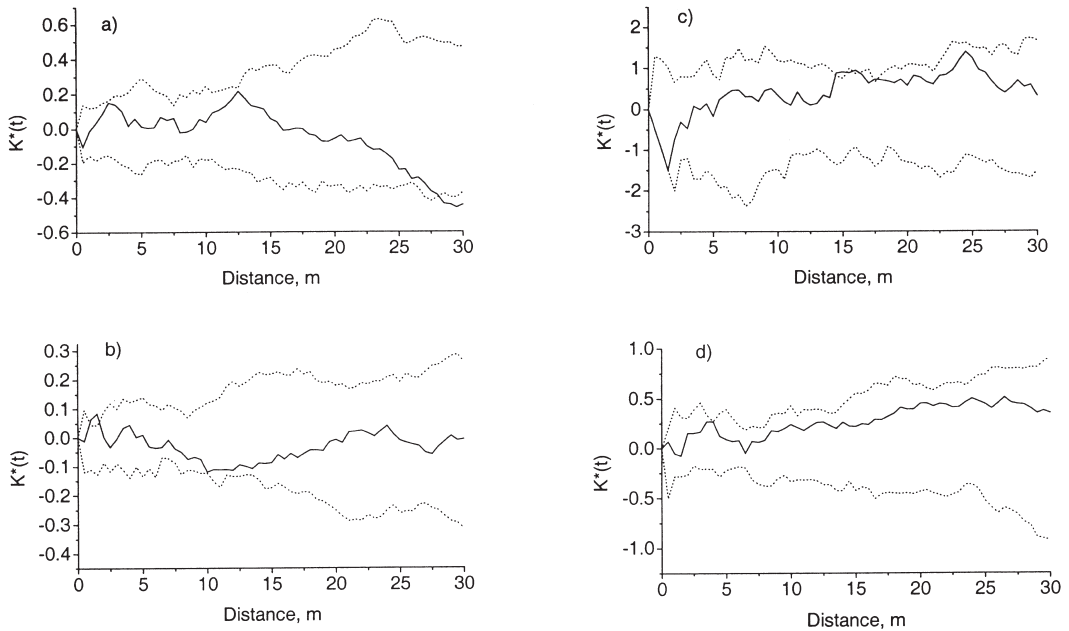 a)
0.6
0.4
0.2
0.0
-0.2
-0.4
-0.6
K*(t)
0 5 10 15 20 25 30
Distance, m
c)
2
1
0
-1
-2
-3
K*(t)
0 5 10 15 20 25 30
Distance, m
b)
0.3
0.2
0.1
0.0
-0.1
-0.2
-0.3
-0.4
K*(t)
0 5 10 15 20 25 30
Distance, m
d)
1.0
0.5
0.0
-0.5
-1.0
K*(t)
0 5 10 15 20 25 30
Distance, m